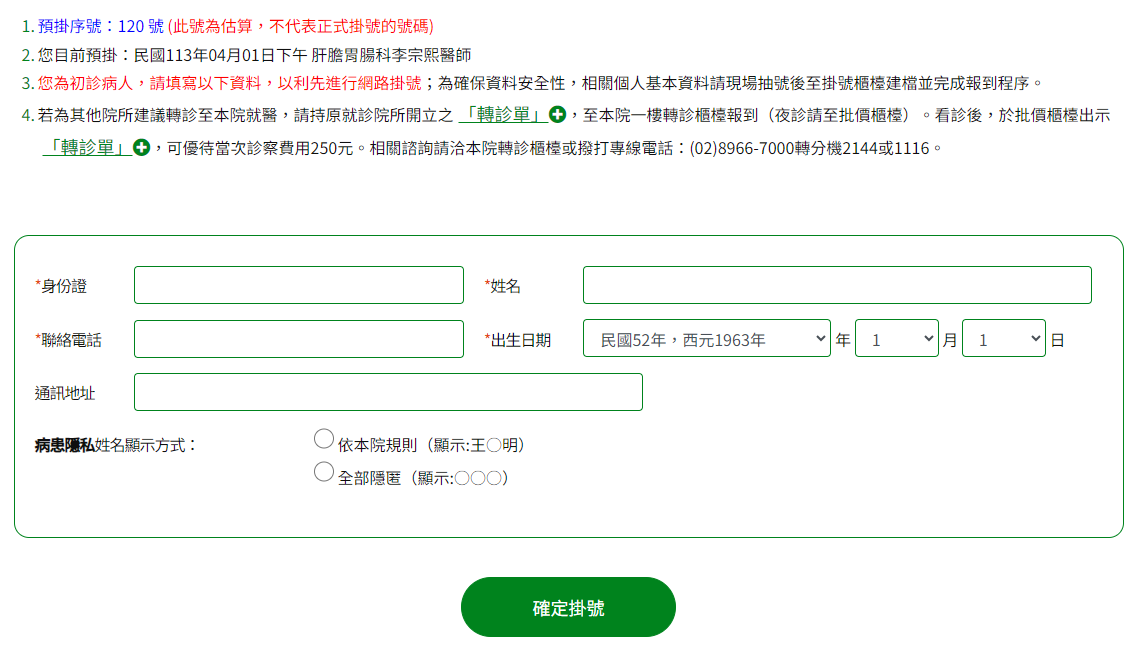 1. 預掛序號：120 號 (此號為估算，不代表正式掛號的號碼)
2. 您目前預掛：民國113年04月01日下午 肝膽胃腸科李宗熙醫師
3. 您為初診病人，請填寫以下資料，以利先進行網路掛號；為確保資料安全性，相關個人基本資料請現場抽號後至掛號櫃檯建檔並完成報到程序。
4. 若為其他院所建議轉診至本院就醫，請持原就診院所開立之 「轉診單」，至本院一樓轉診櫃檯報到（夜診請至批價櫃檯）。看診後，於批價櫃檯出示
「轉診單」，可優待當次診察費用250元。相關諮詢請洽本院轉診櫃檯或撥打專線電話：(02)8966-7000轉分機2144或1116。
*身份證 *姓名
*聯絡電話 *出生日期 民國52年，西元1963年 年 1 月 1 日
通訊地址
病患隱私姓名顯示方式： 依本院規則（顯示:王〇明）
全部隱匿（顯示:〇〇〇）
確定掛號